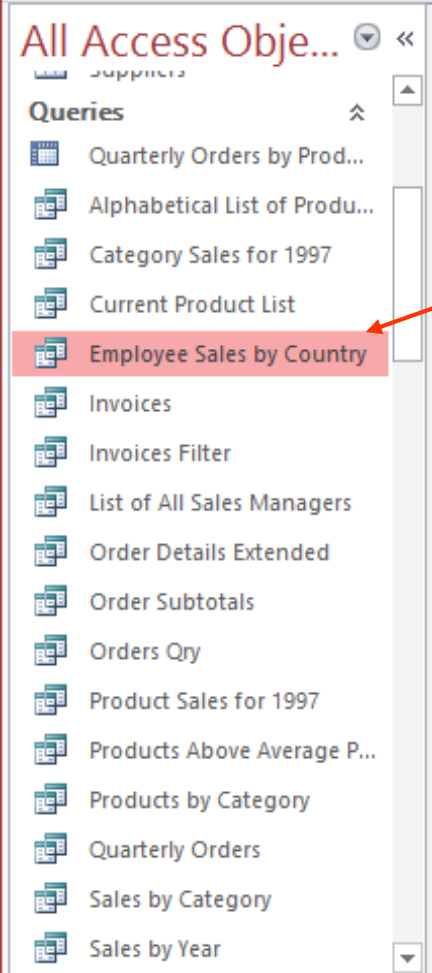 All Access Obje...
Suppliers
Queries
Quarterly Orders by Prod...
Alphabetical List of Produ...
Category Sales for 1997
Current Product List
Employee Sales by Country
Invoices
Invoices Filter
List of All Sales Managers
Order Details Extended
Order Subtotals
Orders Qry
Product Sales for 1997
Products Above Average P...
Products by Category
Quarterly Orders
Sales by Category
Sales by Year